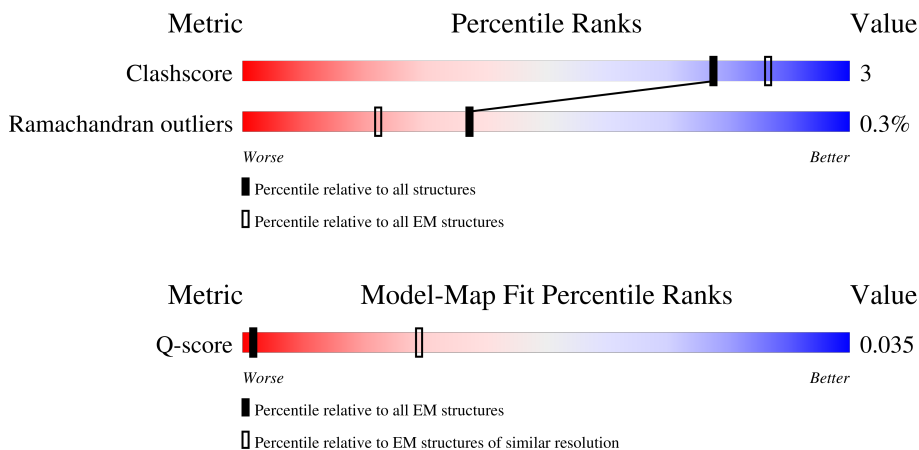 Metric Percentile Ranks Value
Clashscore 3
Ramachandran outliers 0.3%
Worse Better
Percentile relative to all structures
Percentile relative to all EM structures
Metric Model-Map Fit Percentile Ranks Value
Q-score 0.035
Worse Better
Percentile relative to all EM structures
Percentile relative to EM structures of similar resolution